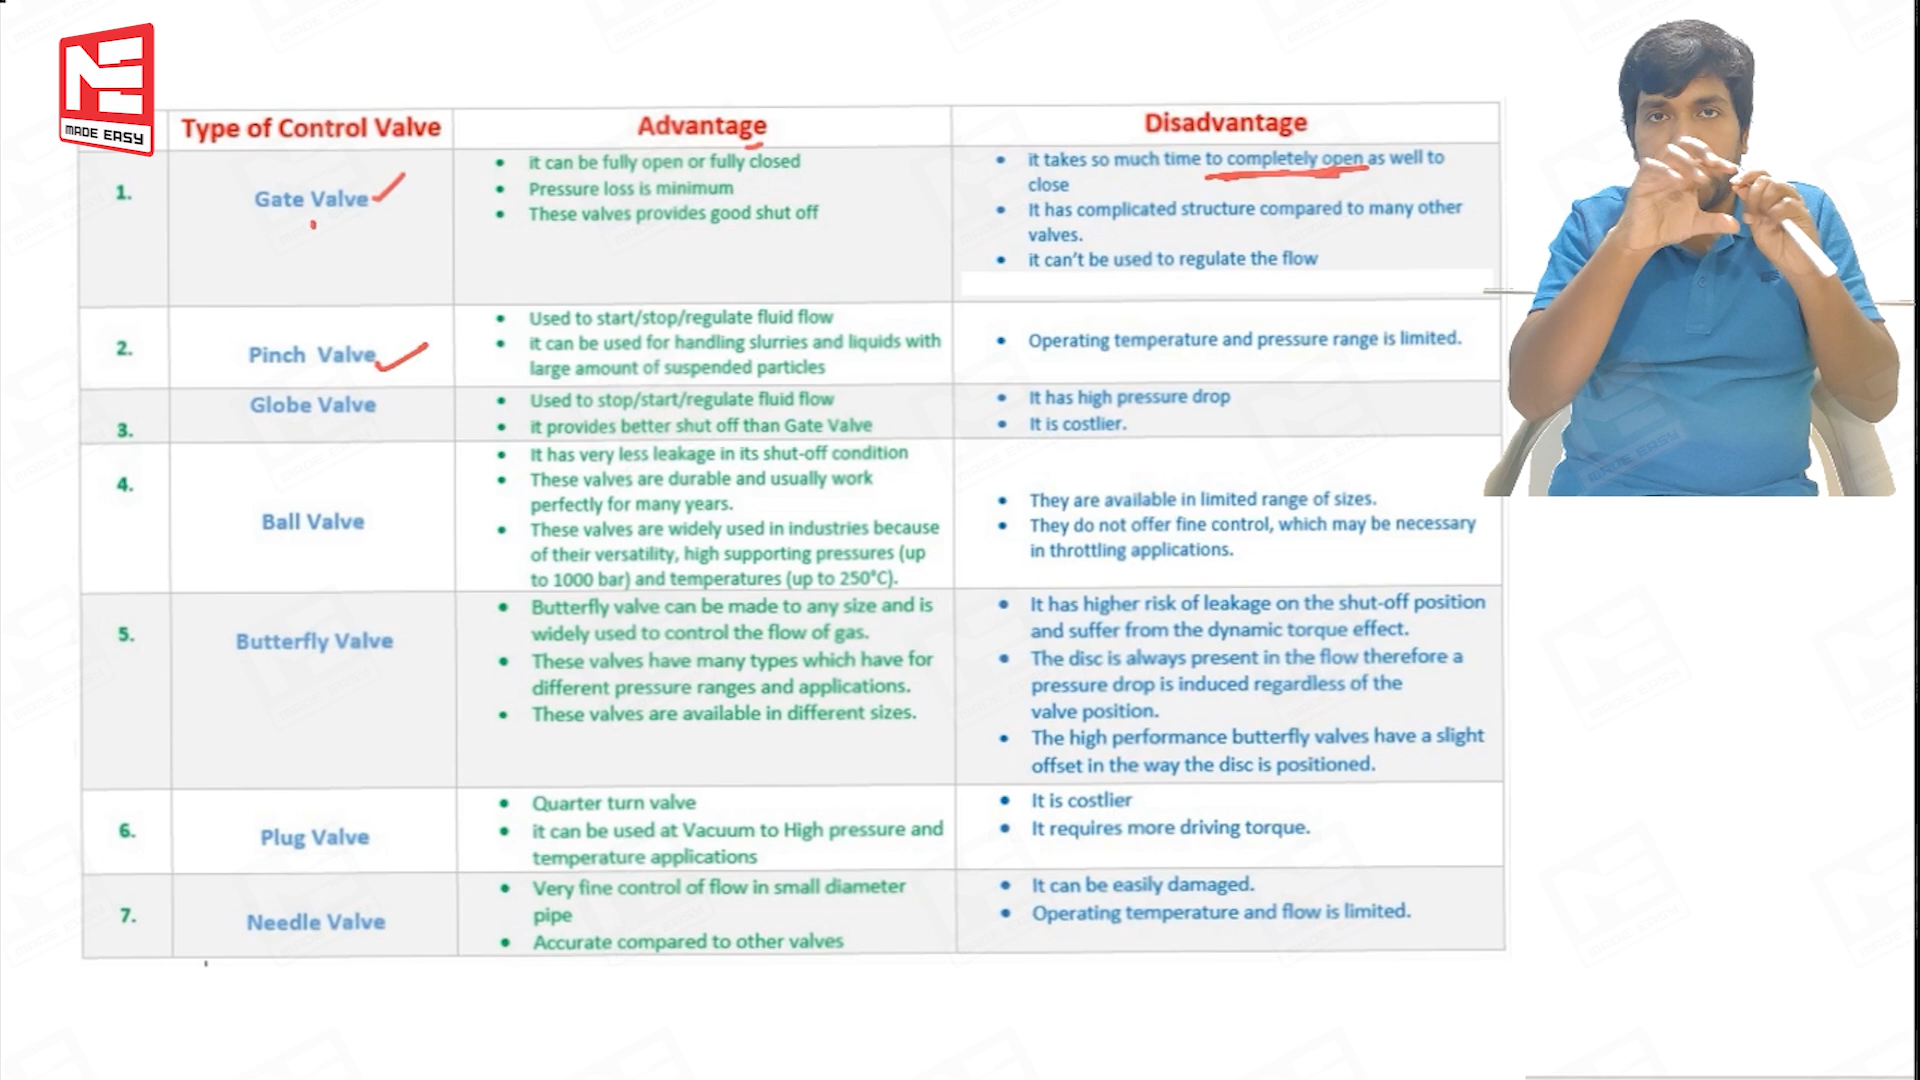 MADE EASY
Type of Control Valve
Advantage
Disadvantage
1.
Gate Valve
• it can be fully open or fully closed
• Pressure loss is minimum
• These valves provides good shut off
• it takes so much time to completely open as well to
close
• It has complicated structure compared to many other
valves.
• it can't be used to regulate the flow
2.
Pinch Valve
• Used to start/stop/regulate fluid flow
• it can be used for handling slurries and liquids with
large amount of suspended particles
• Operating temperature and pressure range is limited.
3.
Globe Valve
• Used to stop/start/regulate fluid flow
• it provides better shut off than Gate Valve
• It has high pressure drop
• It is costlier.
4.
Ball Valve
• It has very less leakage in its shut-off condition
• These valves are durable and usually work
perfectly for many years.
• These valves are widely used in industries because
of their versatility, high supporting pressures (up
to 1000 bar) and temperatures (up to 250°C).
• They are available in limited range of sizes.
• They do not offer fine control, which may be necessary
in throttling applications.
5.
Butterfly Valve
• Butterfly valve can be made to any size and is
widely used to control the flow of gas.
• These valves have many types which have for
different pressure ranges and applications.
• These valves are available in different sizes.
• It has higher risk of leakage on the shut-off position
and suffer from the dynamic torque effect.
• The disc is always present in the flow therefore a
pressure drop is induced regardless of the
valve position.
• The high performance butterfly valves have a slight
offset in the way the disc is positioned.
6.
Plug Valve
• Quarter turn valve
• it can be used at Vacuum to High pressure and
temperature applications
• It is costlier
• It requires more driving torque.
7.
Needle Valve
• Very fine control of flow in small diameter
pipe
• Accurate compared to other valves
• It can be easily damaged.
• Operating temperature and flow is limited.